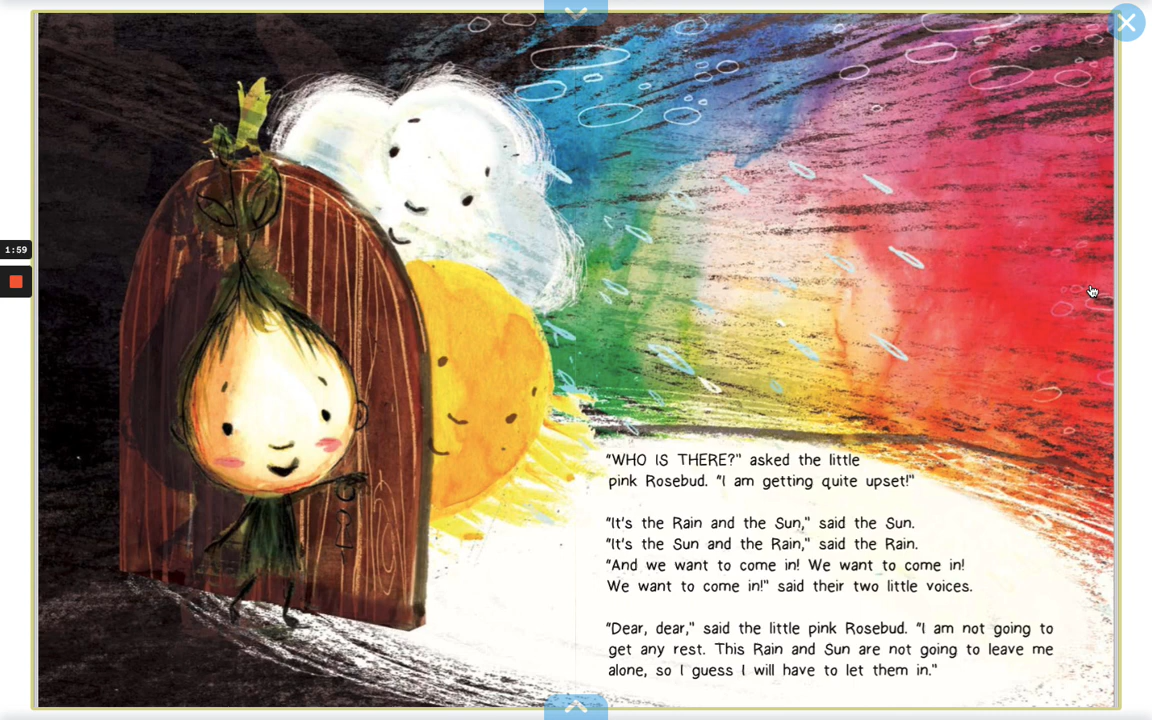 1:59
"WHO IS THERE?" asked the little
pink Rosebud. "I am getting quite upset!"
"It's the Rain and the Sun," said the Sun.
"It's the Sun and the Rain," said the Rain.
"And we want to come in! We want to come in!
We want to come in!" said their two little voices.
"Dear, dear," said the little pink Rosebud. "I am not going to
get any rest. This Rain and Sun are not going to leave me
alone, so I guess I will have to let them in."